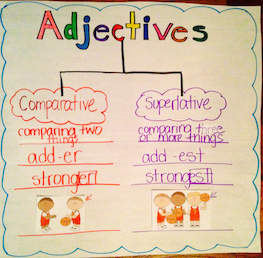 Adjectives
Comparative
comparing two
things
add-er
stronger
Superlative
comparing three
or more things
add -est
strongest